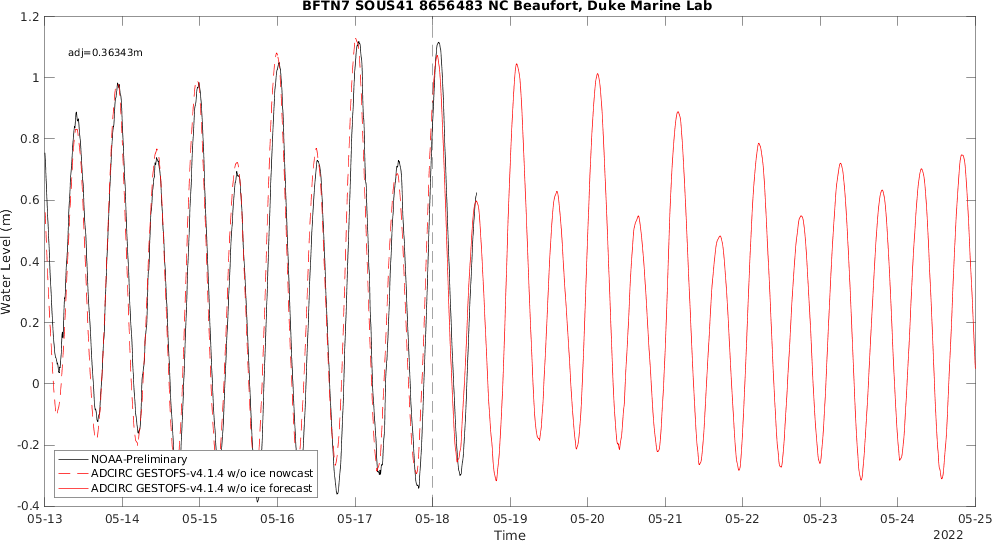 BFTN7 SOUS41 8656483 NC Beaufort, Duke Marine Lab
adj=0.36343m
1.2
1
0.8
0.6
0.4
0.2
0
-0.2
-0.4
Water Level (m)
NOAA-Preliminary
ADCIRC GESTOFS-v4.1.4 w/o ice nowcast
ADCIRC GESTOFS-v4.1.4 w/o ice forecast
05-13 05-14 05-15 05-16 05-17 05-18 05-19 05-20 05-21 05-22 05-23 05-24 05-25
Time
2022